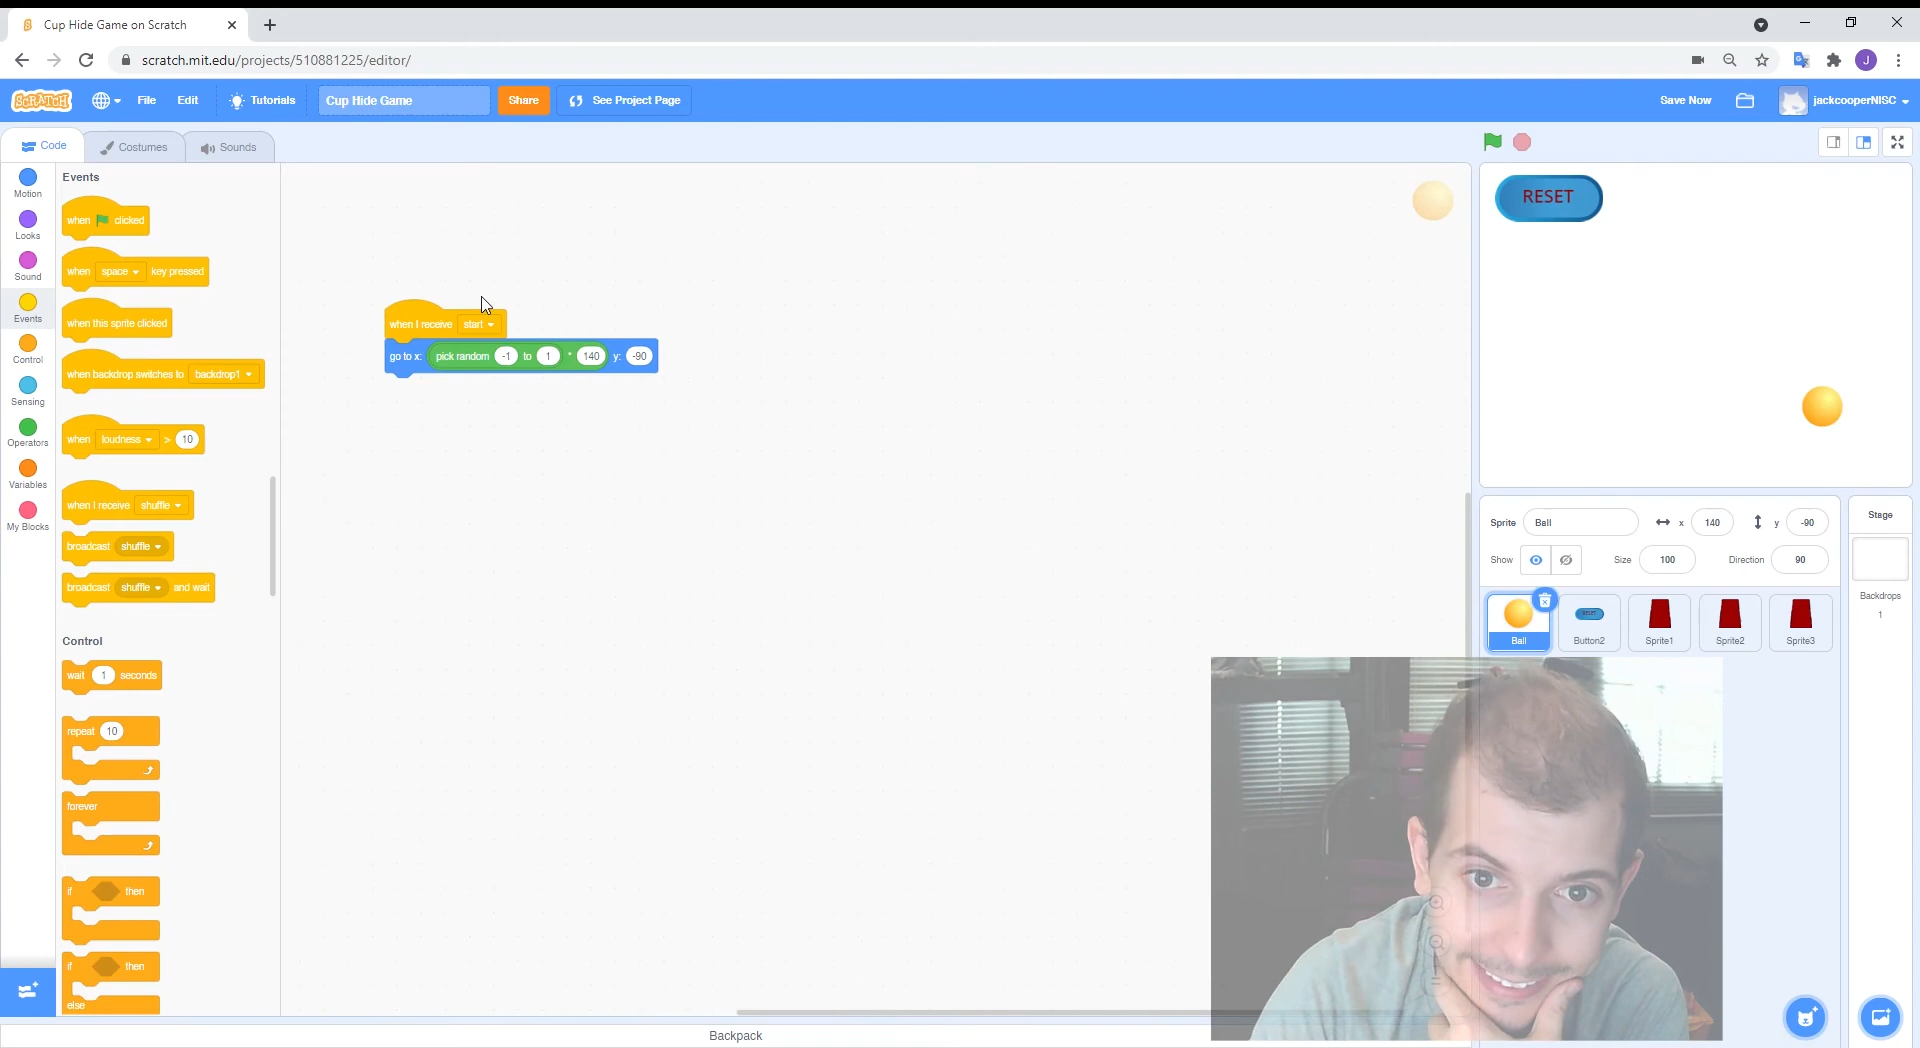 Cup Hide Game on Scratch
scratch.mit.edu/projects/510881225/editor/
J
SCRATCH
File
Edit
Tutorials
Cup Hide Game
Share
See Project Page
Save Now
jackcooperNISC
Code
Costumes
Sounds
Motion
Looks
Sound
Events
Control
Sensing
Operators
Variables
My Blocks
Events
when clicked
when space key pressed
when this sprite clicked
when backdrop switches to backdrop1
when loudness > 10
when I receive shuffle
broadcast shuffle
broadcast shuffle and wait
Control
wait 1 seconds
repeat 10
forever
if then
if then
else
when I receive start
go to x: pick random -1 to 1 * 140 y: -90
RESET
Sprite Ball x 140 y -90
Show Size 100 Direction 90
Ball
Button2
Sprite1
Sprite2
Sprite3
Stage
Backdrops
1
Backpack